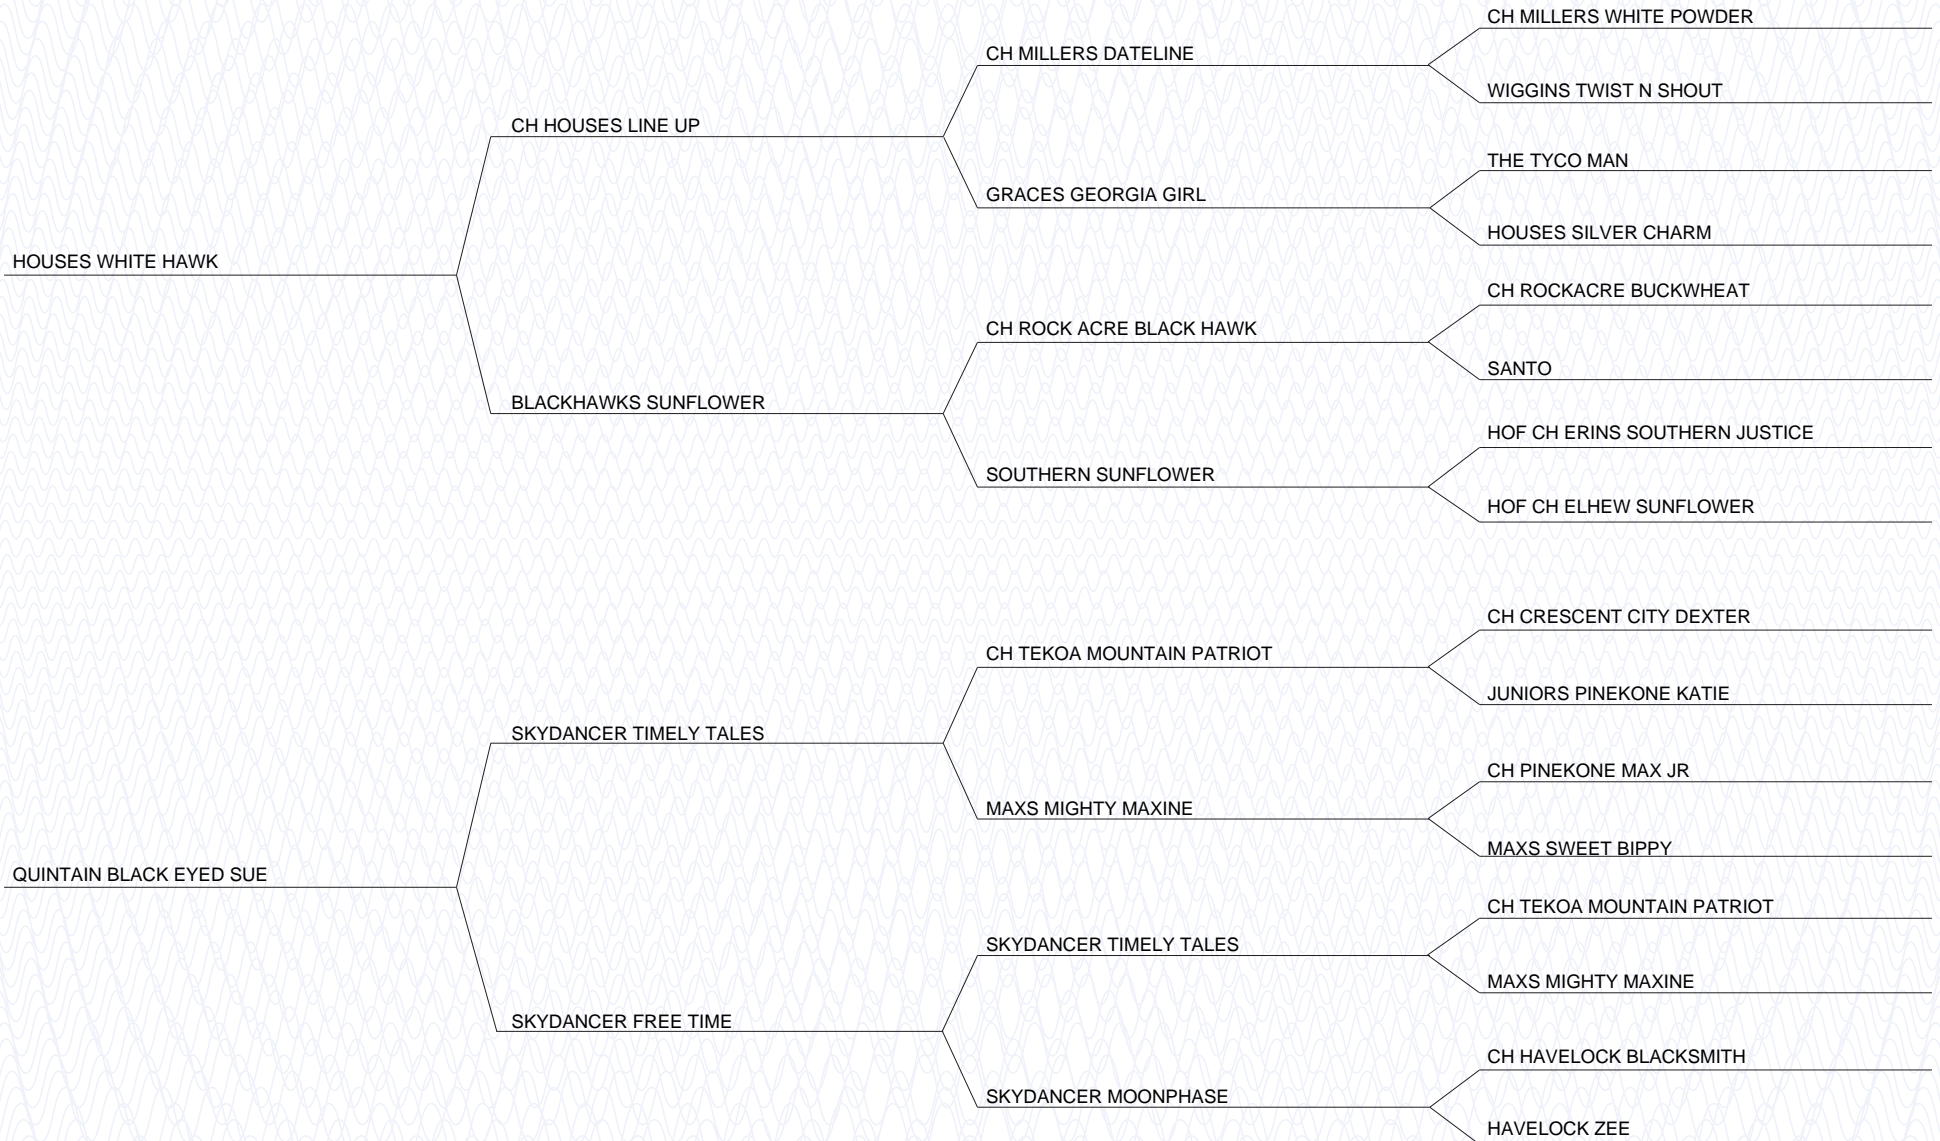 CH MILLERS WHITE POWDER
CH MILLERS DATELINE
WIGGINS TWIST N SHOUT
CH HOUSES LINE UP
THE TYCO MAN
GRACES GEORGIA GIRL
HOUSES SILVER CHARM
HOUSES WHITE HAWK
CH ROCKACRE BUCKWHEAT
CH ROCK ACRE BLACK HAWK
SANTO
BLACKHAWKS SUNFLOWER
HOF CH ERINS SOUTHERN JUSTICE
SOUTHERN SUNFLOWER
HOF CH ELHEW SUNFLOWER
CH CRESCENT CITY DEXTER
CH TEKOA MOUNTAIN PATRIOT
JUNIORS PINEKONE KATIE
SKYDANCER TIMELY TALES
CH PINEKONE MAX JR
MAXS MIGHTY MAXINE
MAXS SWEET BIPPY
QUINTAIN BLACK EYED SUE
CH TEKOA MOUNTAIN PATRIOT
SKYDANCER TIMELY TALES
MAXS MIGHTY MAXINE
SKYDANCER FREE TIME
CH HAVELOCK BLACKSMITH
SKYDANCER MOONPHASE
HAVELOCK ZEE